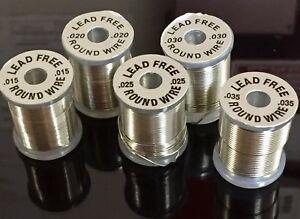 LEAD FREE
.020 .020
ROUND WIRE
LEAD FREE
.030 .030
ROUND WIRE
LEAD FREE
.015 .015
ROUND WIRE
LEAD FREE
.025 .025
ROUND WIRE
LEAD FREE
.035 .035
ROUND WIRE